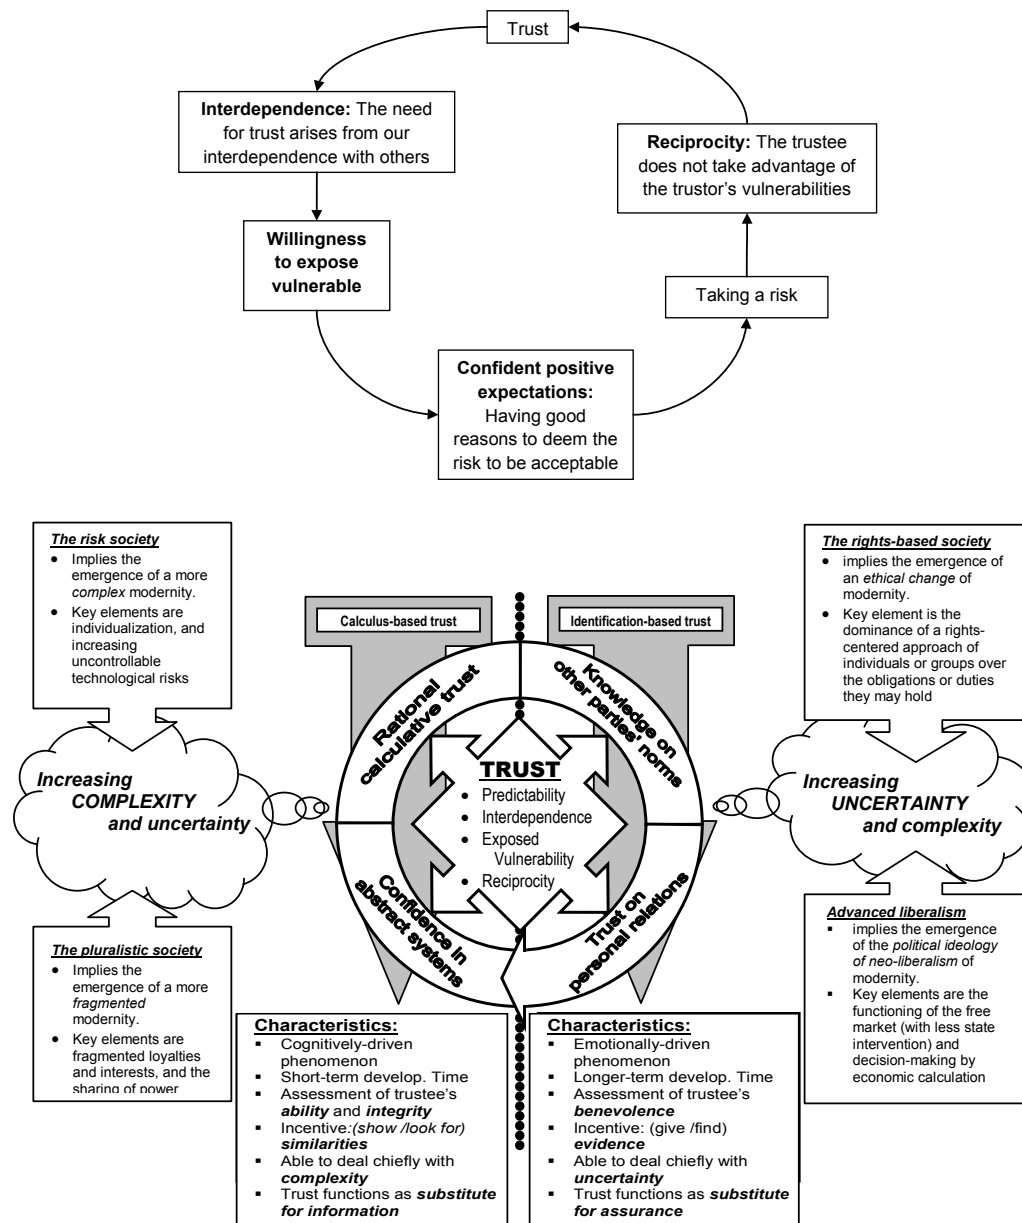 Trust
Interdependence: The need
for trust arises from our
interdependence with others
Willingness
to expose
vulnerable
Confident positive
expectations:
Having good
reasons to deem the
risk to be acceptable
Taking a risk
Reciprocity: The trustee
does not take advantage of
the trustor’s vulnerabilities
The risk society
● Implies the
emergence of a more
complex modernity.
● Key elements are
individualization, and
increasing
uncontrollable
technological risks
Increasing
COMPLEXITY
and uncertainty
The pluralistic society
● Implies the
emergence of a more
fragmented
modernity.
● Key elements are
fragmented loyalties
and interests, and the
sharing of power
Calculus-based trust
Identification-based trust
Rational
calculative trust
Knowledge on
other parties' norms
TRUST
● Predictability
● Interdependence
● Exposed
Vulnerability
● Reciprocity
Confidence in
abstract systems
Trust on
personal relations
The rights-based society
● implies the emergence of
an ethical change of
modernity.
● Key element is the
dominance of a rights-
centered approach of
individuals or groups over
the obligations or duties
they may hold
Increasing
UNCERTAINTY
and complexity
Advanced liberalism
▪ implies the emergence
of the political ideology
of neo-liberalism of
modernity.
▪ Key elements are the
functioning of the free
market (with less state
intervention) and
decision-making by
economic calculation
Characteristics:
▪ Cognitively-driven
phenomenon
▪ Short-term develop. Time
▪ Assessment of trustee’s
ability and integrity
▪ Incentive:(show /look for)
similarities
▪ Able to deal chiefly with
complexity
▪ Trust functions as substitute
for information
Characteristics:
▪ Emotionally-driven
phenomenon
▪ Longer-term develop. Time
▪ Assessment of trustee’s
benevolence
▪ Incentive: (give /find)
evidence
▪ Able to deal chiefly with
uncertainty
▪ Trust functions as substitute
for assurance